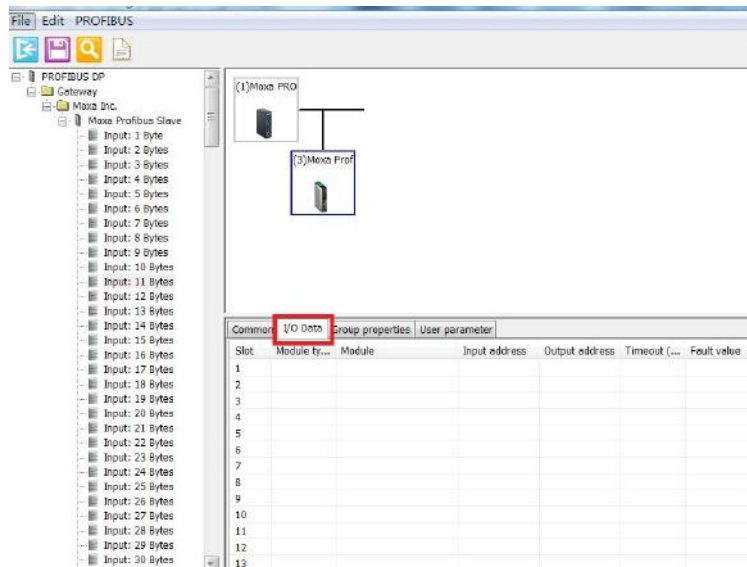 File Edit PROFIBUS
PROFIBUS DP
Gateway
Moxa Inc.
Moxa Profibus Slave
Input: 1 Byte
Input: 2 Bytes
Input: 3 Bytes
Input: 4 Bytes
Input: 5 Bytes
Input: 6 Bytes
Input: 7 Bytes
Input: 8 Bytes
Input: 9 Bytes
Input: 10 Bytes
Input: 11 Bytes
Input: 12 Bytes
Input: 13 Bytes
Input: 14 Bytes
Input: 15 Bytes
Input: 16 Bytes
Input: 17 Bytes
Input: 18 Bytes
Input: 19 Bytes
Input: 20 Bytes
Input: 21 Bytes
Input: 22 Bytes
Input: 23 Bytes
Input: 24 Bytes
Input: 25 Bytes
Input: 26 Bytes
Input: 27 Bytes
Input: 28 Bytes
Input: 29 Bytes
Input: 30 Bytes
(1)Moxa PRO
(3)Moxa Prof
Common I/O Data Group properties User parameter
Slot Module ty... Module Input address Output address Timeout (... Fault value
1
2
3
4
5
6
7
8
9
10
11
12
13